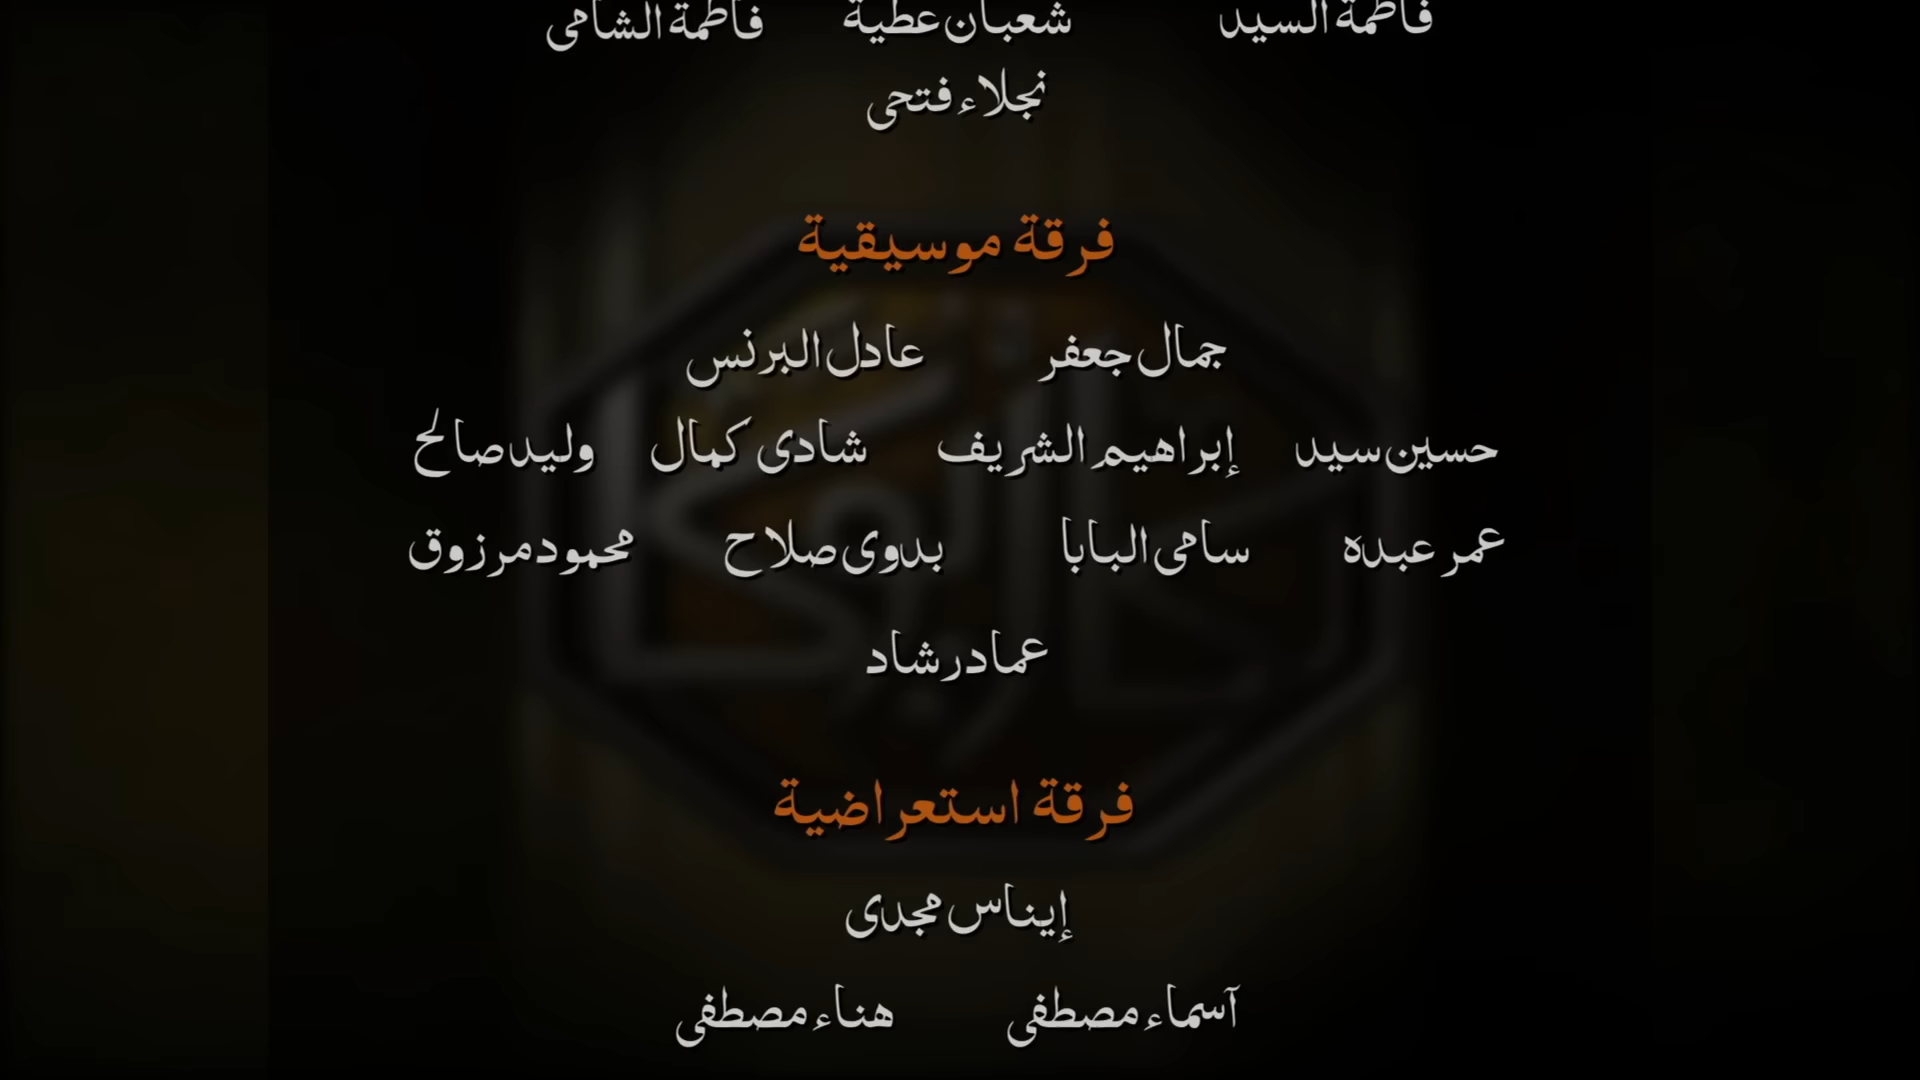 فاطمة السيد شعبان عطية فاطمة الشامى
نجلاء فتحى
فرقة موسيقية
جمال جعفر عادل البرنس
حسين سيد إبراهيم الشريف شادى كمال وليد صالح
عمر عبده سامى البابا بدوى صلاح محمود مرزوق
عماد رشاد
فرقة استعراضية
إيناس مجدى
آسماء مصطفى هناء مصطفى